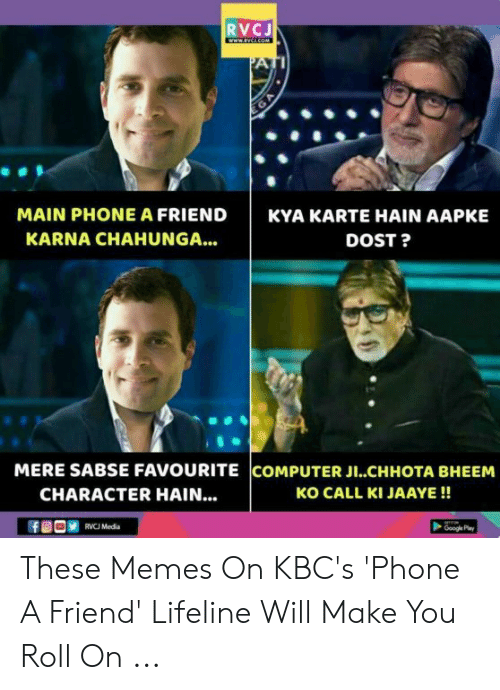 RVCJ
WWW.RVCJ.COM
PATI
EGA
MAIN PHONE A FRIEND
KARNA CHAHUNGA...
KYA KARTE HAIN AAPKE
DOST ?
MERE SABSE FAVOURITE
CHARACTER HAIN...
COMPUTER JI..CHHOTA BHEEM
KO CALL KI JAAYE !!
f RVCJ Media
Google Play
These Memes On KBC's 'Phone
A Friend' Lifeline Will Make You
Roll On ...